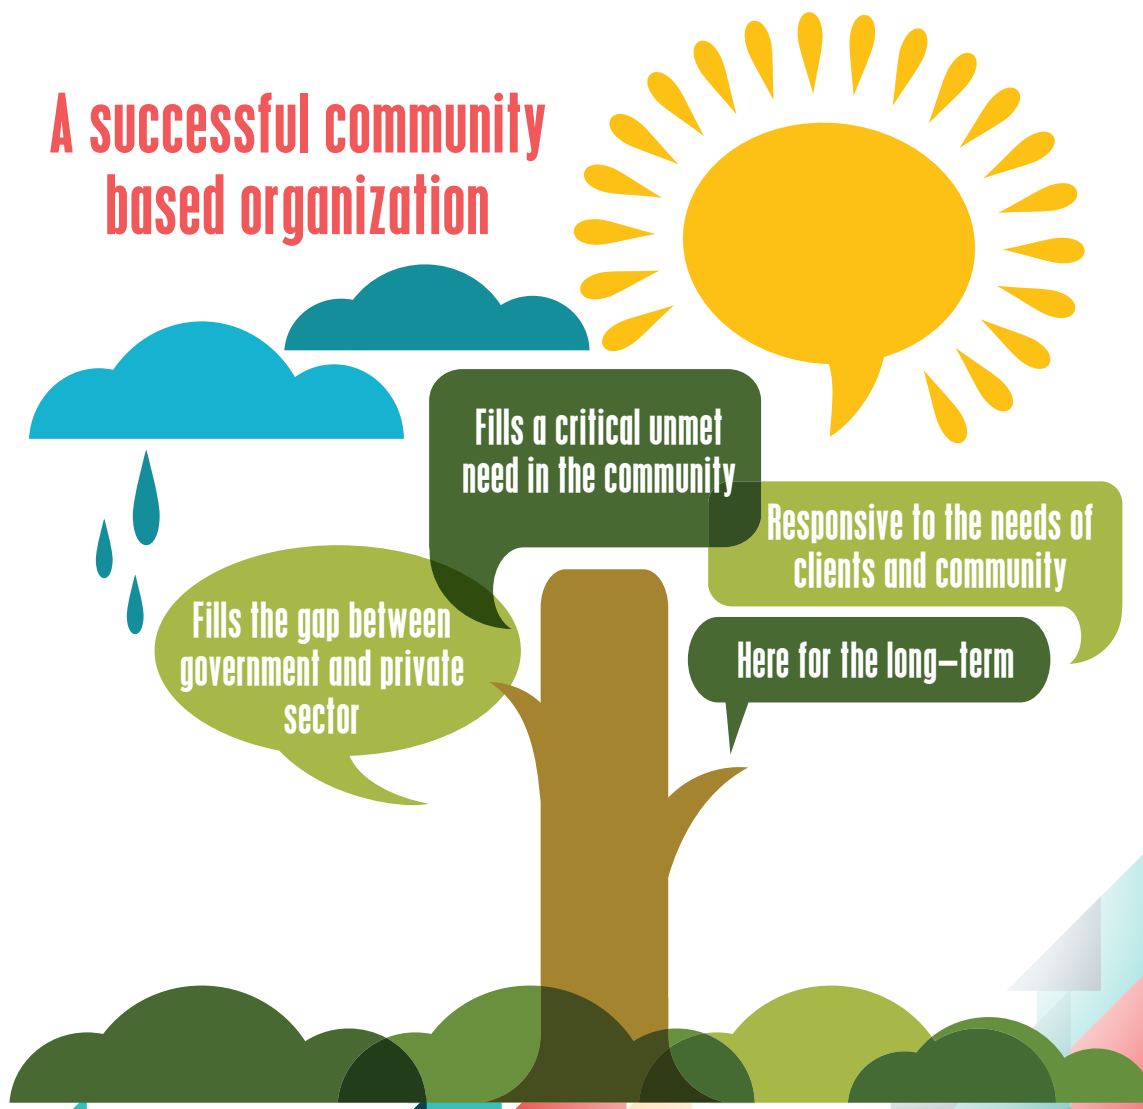 A successful community
based organization
Fills a critical unmet
need in the community
Responsive to the needs of
clients and community
Fills the gap between
government and private
sector
Here for the long–term